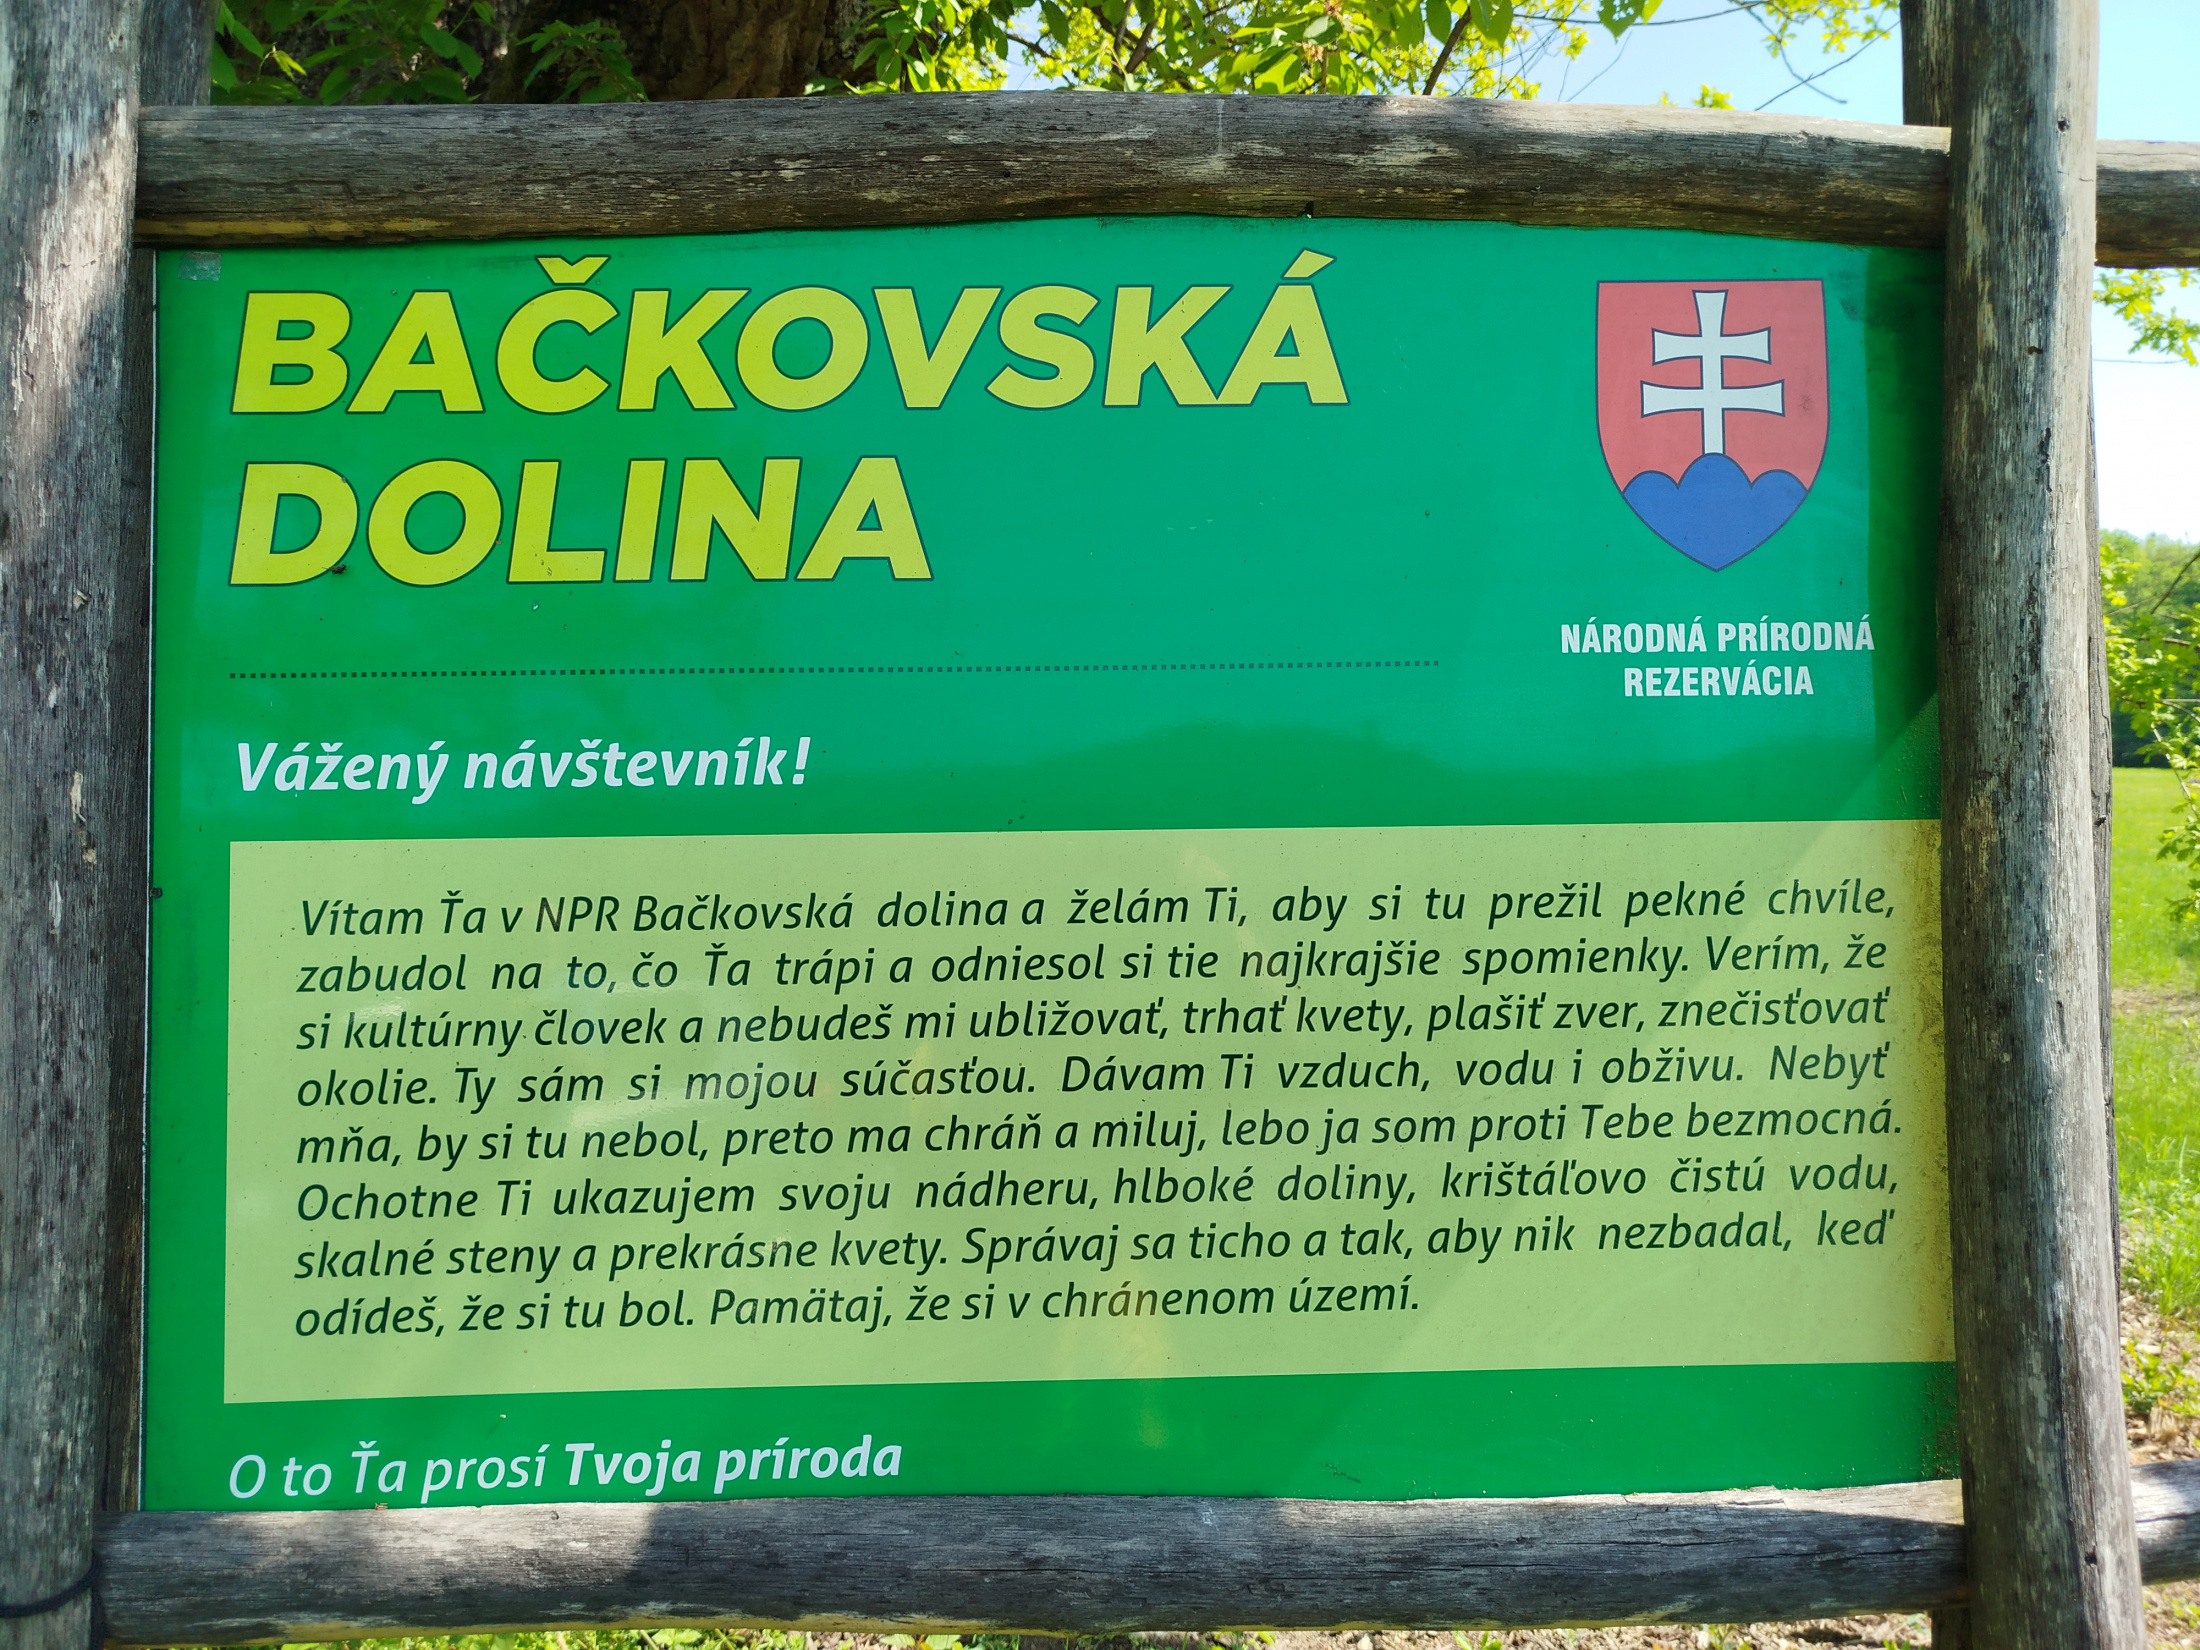 BAČKOVSKÁ
DOLINA
NÁRODNÁ PRÍRODNÁ
REZERVÁCIA
Vážený návštevník!
Vítam Ťa v NPR Bačkovská dolina a želám Ti, aby si tu prežil pekné chvíle,
zabudol na to, čo Ťa trápi a odniesol si tie najkrajšie spomienky. Verím, že
si kultúrny človek a nebudeš mi ubližovať, trhať kvety, plašiť zver, znečisťovať
okolie. Ty sám si mojou súčasťou. Dávam Ti vzduch, vodu i obživu. Nebyť
mňa, by si tu nebol, preto ma chráň a miluj, lebo ja som proti Tebe bezmocná.
Ochotne Ti ukazujem svoju nádheru, hlboké doliny, krištáľovo čistú vodu,
skalné steny a prekrásne kvety. Správaj sa ticho a tak, aby nik nezbadal, keď
odídeš, že si tu bol. Pamätaj, že si v chránenom území.
O to Ťa prosí Tvoja príroda